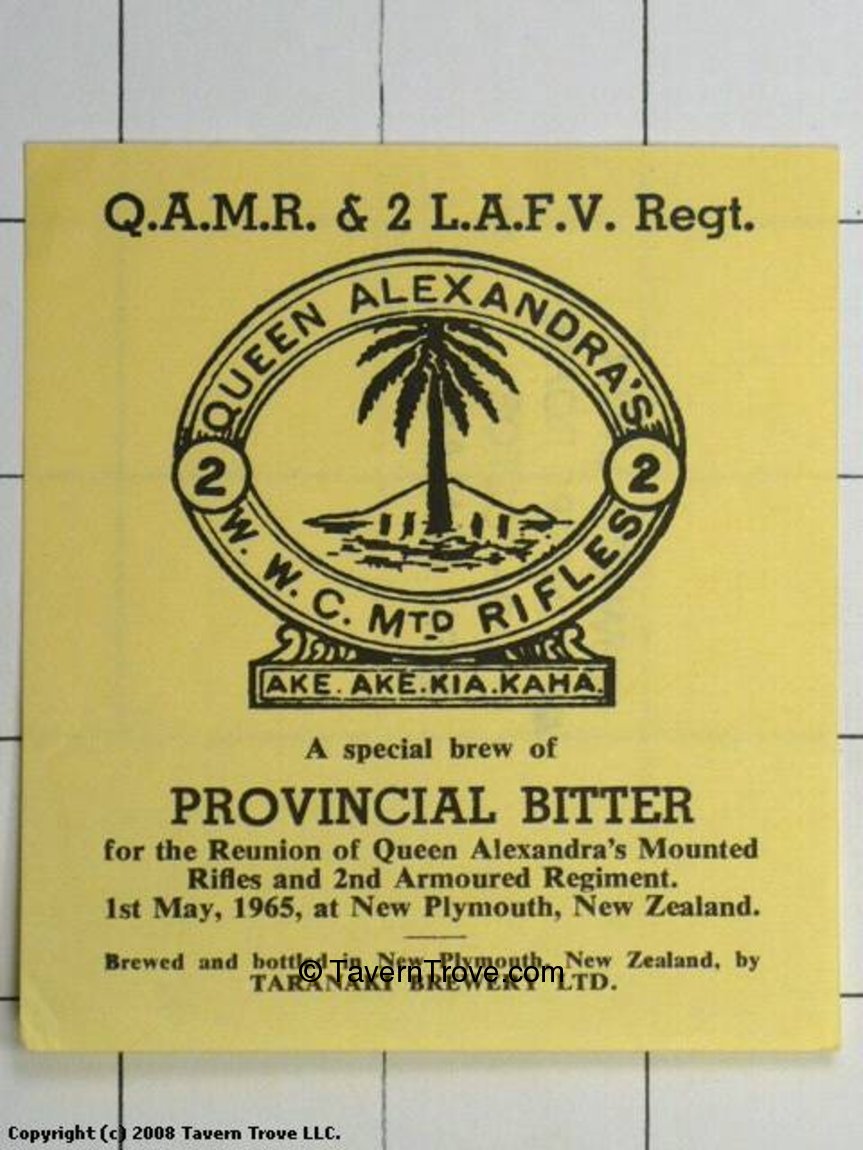 Q.A.M.R. & 2 L.A.F.V. Regt.
QUEEN ALEXANDRA'S
2 2
W. W. C. MTD RIFLES
AKE. AKE. KIA. KAHA.
A special brew of
PROVINCIAL BITTER
for the Reunion of Queen Alexandra's Mounted
Rifles and 2nd Armoured Regiment.
1st May, 1965, at New Plymouth, New Zealand.
Brewed and bottled in New Plymouth, New Zealand, by
© TavernTrove.com
TARANAKI BREWERY LTD.
Copyright (c) 2008 Tavern Trove LLC.